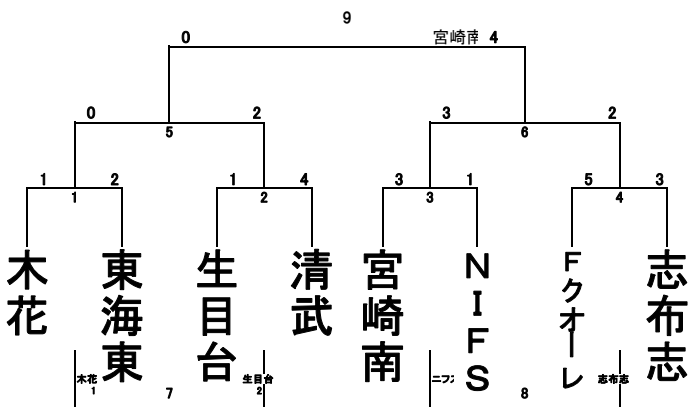 9
0 宮崎南 4
0 2 3 2
5 6
1 2 1 4 3 1 5 3
1 2 3 4
木花
東海東
生目台
清武
宮崎南
NIFS
Fクオーレ
志布志
木花 生目台 ニフス 志布志
1 7 2 8